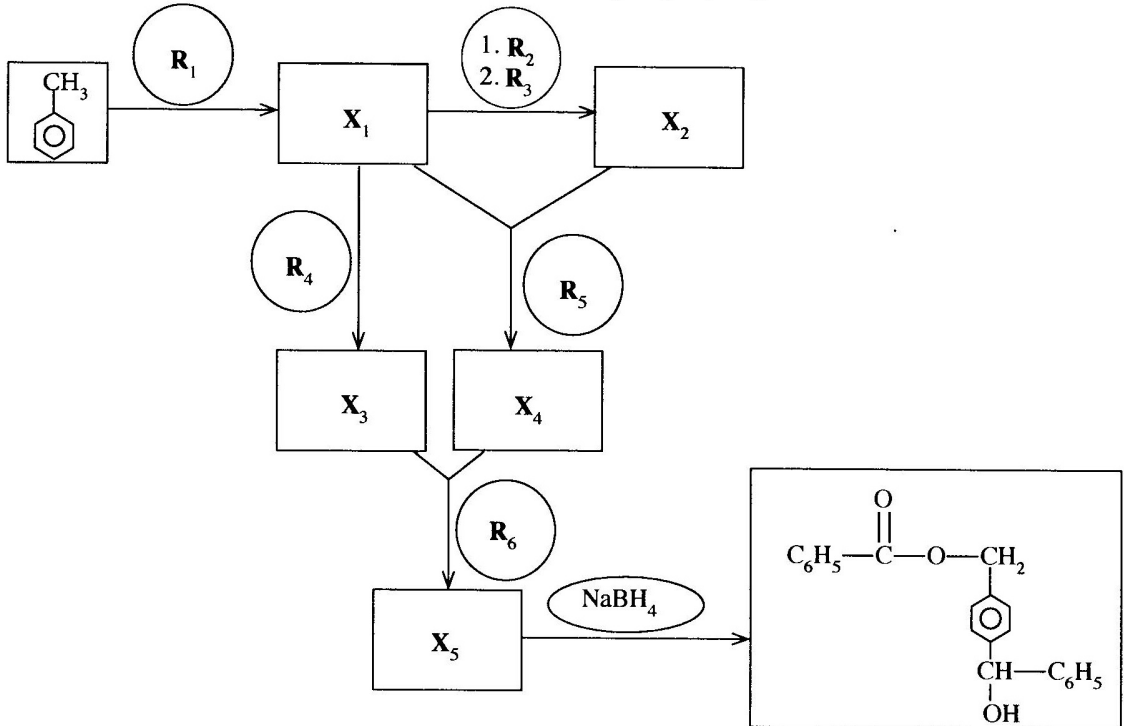 CH₃
R₁
X₁
1. R₂
2. R₃
X₂
R₄
R₅
X₃
X₄
R₆
X₅
NaBH₄
O
C₆H₅—C—O—CH₂
CH—C₆H₅
OH